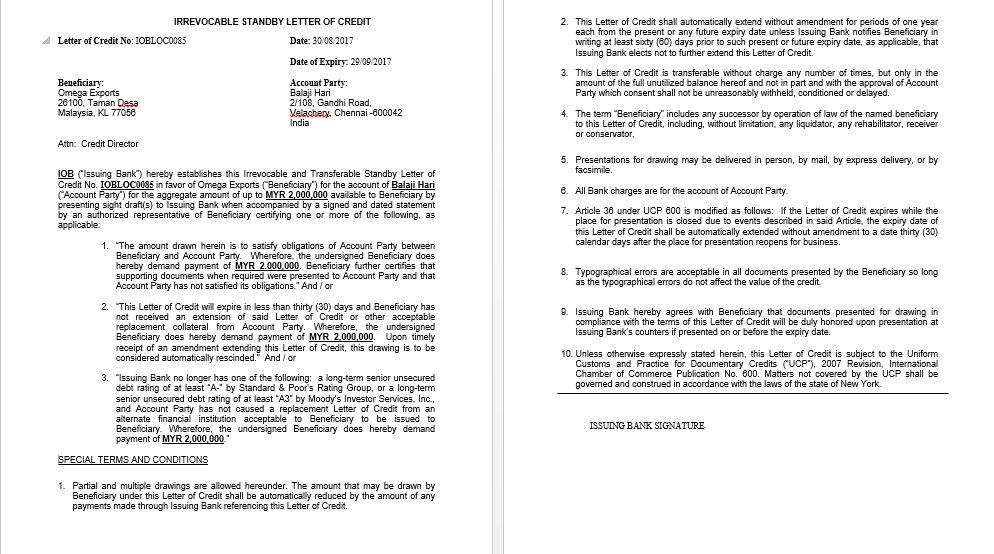 IRREVOCABLE STANDBY LETTER OF CREDIT
Letter of Credit No: IOBLOC0085 Date: 30/08/2017
Date of Expiry: 29/09/2017
Beneficiary: Account Party:
Omega Exports Balaji Hari
26100, Taman Desa 2/108, Gandhi Road,
Malaysia, KL 77056 Velachery, Chennai -600042
India
Attn: Credit Director
IOB ("Issuing Bank") hereby establishes this Irrevocable and Transferable Standby Letter of
Credit No. IOBLOC0085 in favor of Omega Exports ("Beneficiary") for the account of Balaji Hari
("Account Party") for the aggregate amount of up to MYR 2,000,000 available to Beneficiary by
presenting sight draft(s) to Issuing Bank when accompanied by a signed and dated statement
by an authorized representative of Beneficiary certifying one or more of the following, as
applicable:
1. "The amount drawn herein is to satisfy obligations of Account Party between
Beneficiary and Account Party. Wherefore, the undersigned Beneficiary does
hereby demand payment of MYR 2,000,000. Beneficiary further certifies that
supporting documents when required were presented to Account Party and that
Account Party has not satisfied its obligations." And / or
2. "This Letter of Credit will expire in less than thirty (30) days and Beneficiary has
not received an extension of said Letter of Credit or other acceptable
replacement collateral from Account Party. Wherefore, the undersigned
Beneficiary does hereby demand payment of MYR 2,000,000. Upon timely
receipt of an amendment extending this Letter of Credit, this drawing is to be
considered automatically rescinded." And / or
3. "Issuing Bank no longer has one of the following: a long-term senior unsecured
debt rating of at least "A-" by Standard & Poor's Rating Group, or a long-term
senior unsecured debt rating of at least "A3" by Moody's Investor Services, Inc.,
and Account Party has not caused a replacement Letter of Credit from an
alternate financial institution acceptable to Beneficiary to be issued to
Beneficiary. Wherefore, the undersigned Beneficiary does hereby demand
payment of MYR 2,000,000."
SPECIAL TERMS AND CONDITIONS
1. Partial and multiple drawings are allowed hereunder. The amount that may be drawn by
Beneficiary under this Letter of Credit shall be automatically reduced by the amount of any
payments made through Issuing Bank referencing this Letter of Credit.
2. This Letter of Credit shall automatically extend without amendment for periods of one year
each from the present or any future expiry date unless Issuing Bank notifies Beneficiary in
writing at least sixty (60) days prior to such present or future expiry date, as applicable, that
Issuing Bank elects not to further extend this Letter of Credit.
3. This Letter of Credit is transferable without charge any number of times, but only in the
amount of the full unutilized balance hereof and not in part and with the approval of Account
Party which consent shall not be unreasonably withheld, conditioned or delayed.
4. The term "Beneficiary" includes any successor by operation of law of the named beneficiary
to this Letter of Credit, including, without limitation, any liquidator, any rehabilitator, receiver
or conservator.
5. Presentations for drawing may be delivered in person, by mail, by express delivery, or by
facsimile.
6. All Bank charges are for the account of Account Party.
7. Article 36 under UCP 600 is modified as follows: If the Letter of Credit expires while the
place for presentation is closed due to events described in said Article, the expiry date of
this Letter of Credit shall be automatically extended without amendment to a date thirty (30)
calendar days after the place for presentation reopens for business.
8. Typographical errors are acceptable in all documents presented by the Beneficiary so long
as the typographical errors do not affect the value of the credit.
9. Issuing Bank hereby agrees with Beneficiary that documents presented for drawing in
compliance with the terms of this Letter of Credit will be duly honored upon presentation at
Issuing Bank's counters if presented on or before the expiry date.
10. Unless otherwise expressly stated herein, this Letter of Credit is subject to the Uniform
Customs and Practice for Documentary Credits ("UCP"), 2007 Revision, International
Chamber of Commerce Publication No. 600. Matters not covered by the UCP shall be
governed and construed in accordance with the laws of the state of New York.
ISSUING BANK SIGNATURE